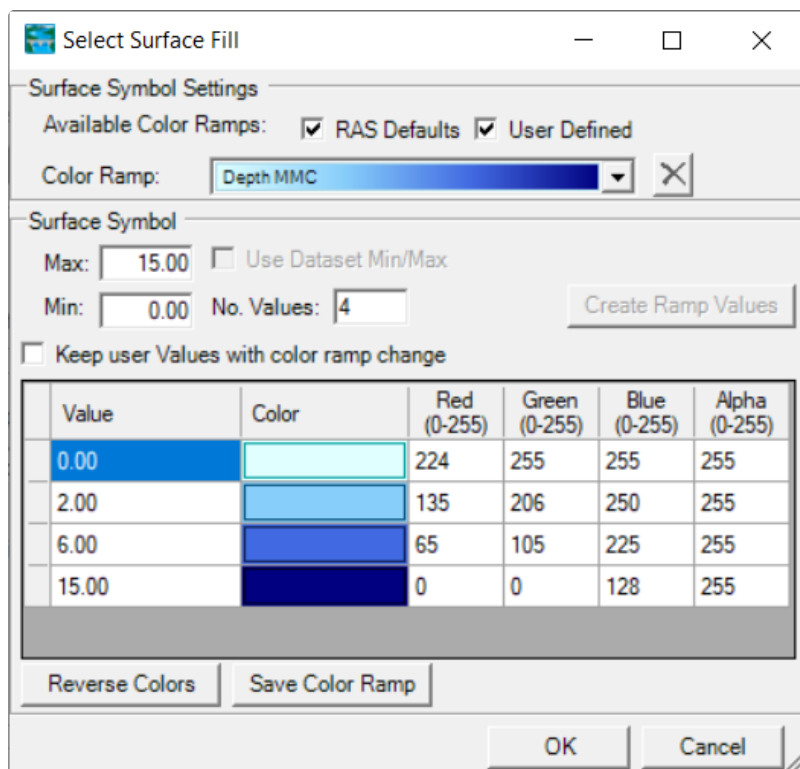 Select Surface Fill
Surface Symbol Settings
Available Color Ramps: RAS Defaults User Defined
Color Ramp: Depth MMC
Surface Symbol
Max: 15.00 Use Dataset Min/Max
Min: 0.00 No. Values: 4 Create Ramp Values
Keep user Values with color ramp change
Value Color Red (0-255) Green (0-255) Blue (0-255) Alpha (0-255)
0.00 224 255 255 255
2.00 135 206 250 255
6.00 65 105 225 255
15.00 0 0 128 255
Reverse Colors Save Color Ramp
OK Cancel